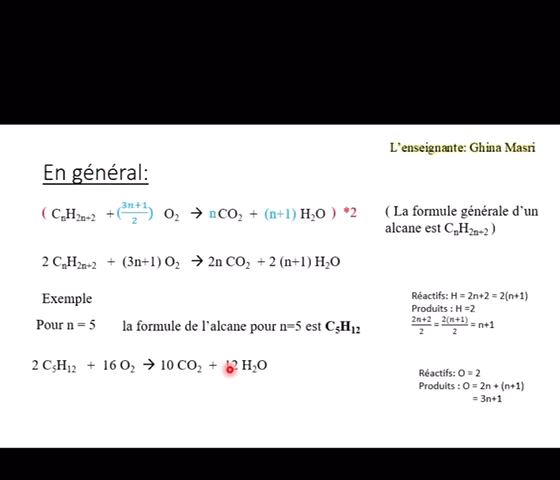 L'enseignante: Ghina Masri
En général:
( CₙH₂ₙ₊₂ +(3n+1/2) O₂ → nCO₂ + (n+1) H₂O ) *2
( La formule générale d'un
alcane est CₙH₂ₙ₊₂ )
2 CₙH₂ₙ₊₂ + (3n+1) O₂ → 2n CO₂ + 2 (n+1) H₂O
Exemple
Pour n = 5 la formule de l'alcane pour n=5 est C₅H₁₂
2 C₅H₁₂ + 16 O₂ → 10 CO₂ + 12 H₂O
Réactifs: H = 2n+2 = 2(n+1)
Produits : H =2
2n+2/2 = 2(n+1)/2 = n+1
Réactifs: O = 2
Produits : O = 2n + (n+1)
= 3n+1